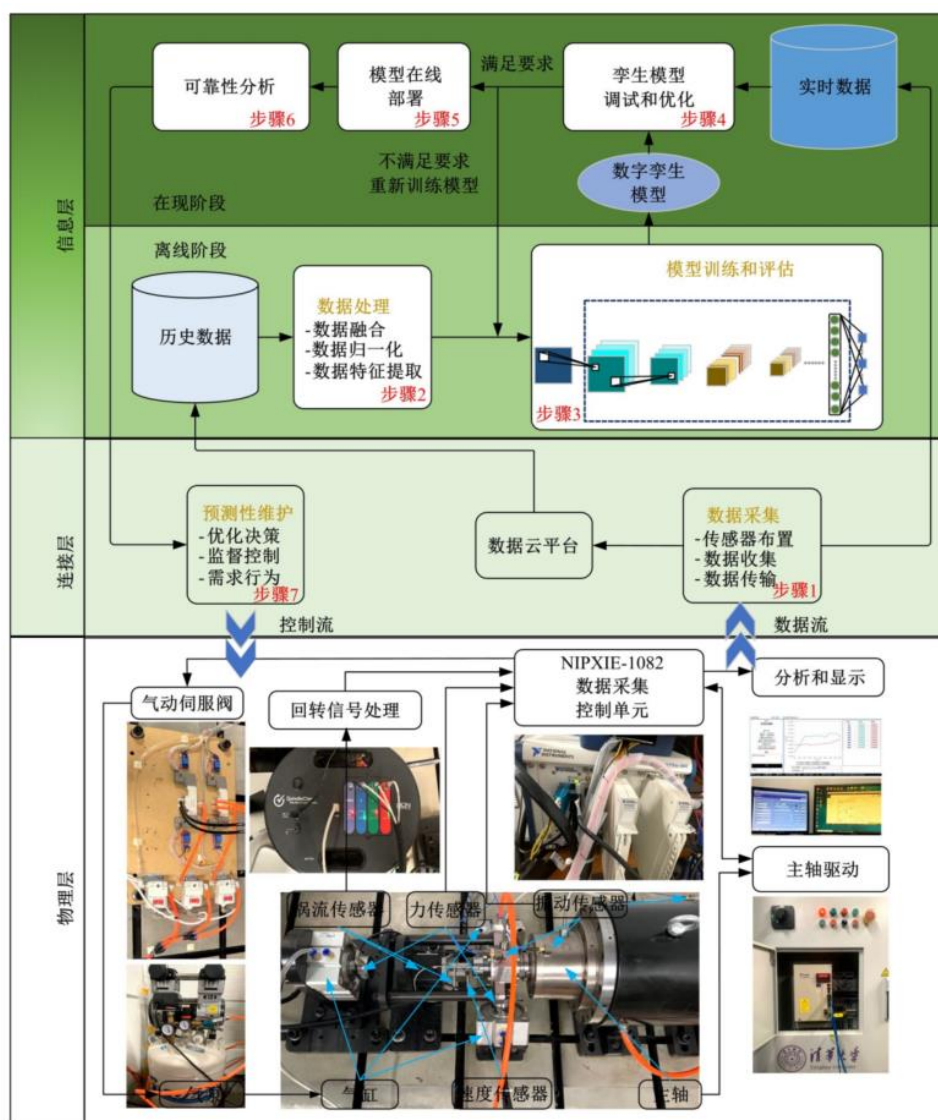 可靠性分析
步骤6
模型在线
部署
步骤5
满足要求
孪生模型
调试和优化
步骤4
实时数据
不满足要求
重新训练模型
数字孪生
模型
在现阶段
信息层
离线阶段
历史数据
数据处理
-数据融合
-数据归一化
-数据特征提取
步骤2
模型训练和评估
步骤3
连接层
预测性维护
-优化决策
-监督控制
-需求行为
步骤7
数据云平台
数据采集
-传感器布置
-数据收集
-数据传输
步骤1
控制流
数据流
物理层
气动伺服阀
回转信号处理
NIPXIE-1082
数据采集
控制单元
分析和显示
主轴驱动
涡流传感器
力传感器
振动传感器
气缸
速度传感器
主轴
清华大学